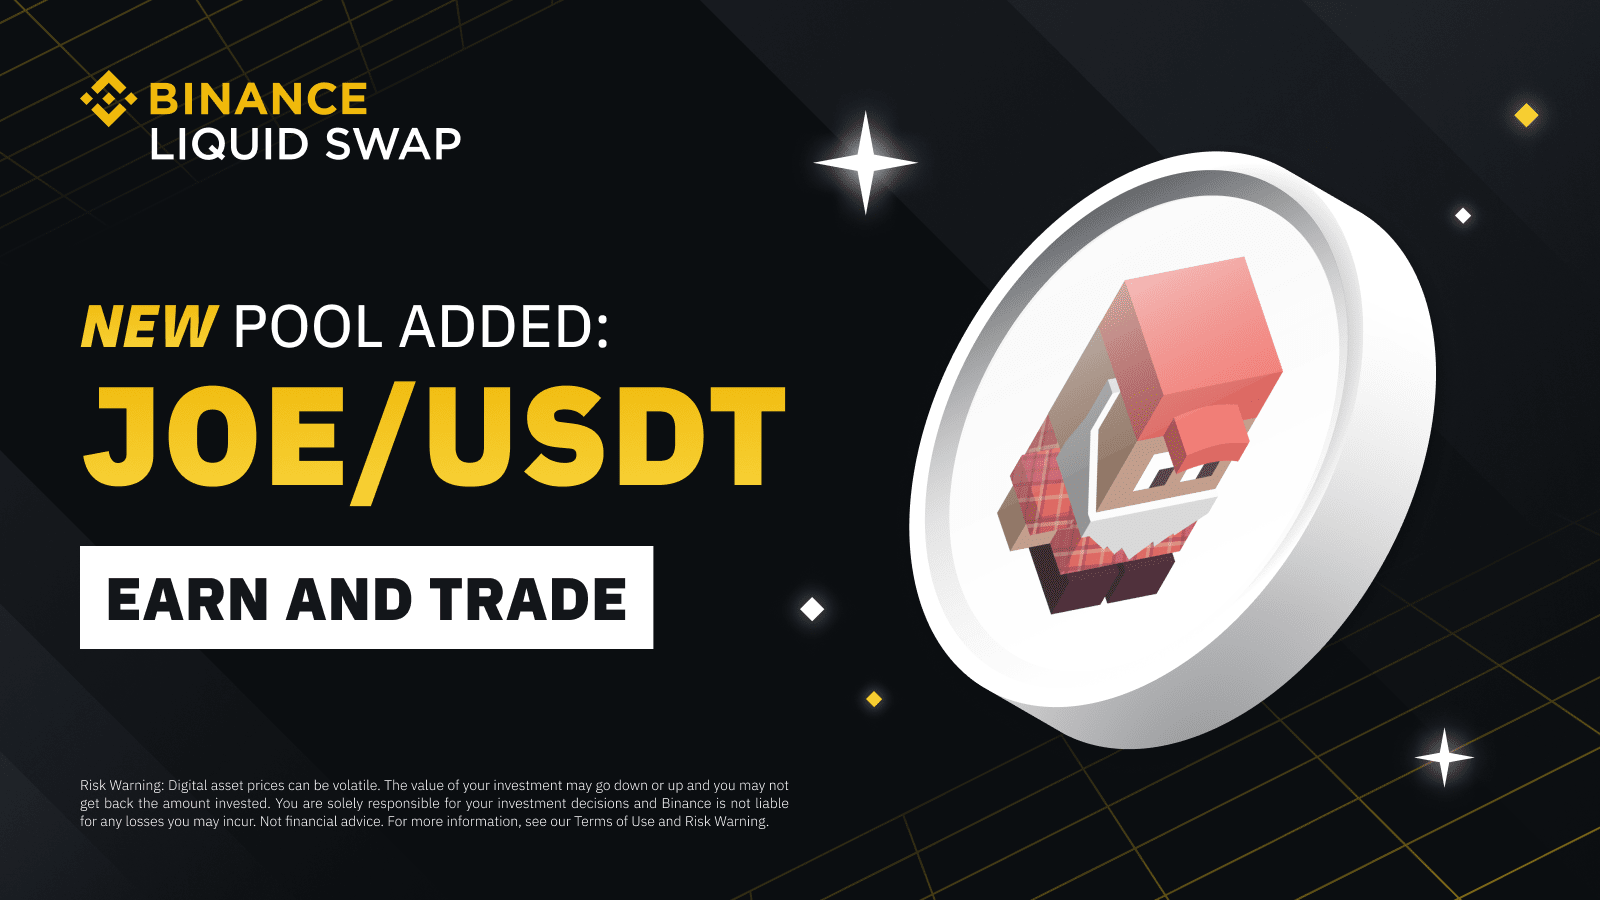 BINANCE
LIQUID SWAP
NEW POOL ADDED:
JOE/USDT
EARN AND TRADE
Risk Warning: Digital asset prices can be volatile. The value of your investment may go down or up and you may not
get back the amount invested. You are solely responsible for your investment decisions and Binance is not liable
for any losses you may incur. Not financial advice. For more information, see our Terms of Use and Risk Warning.